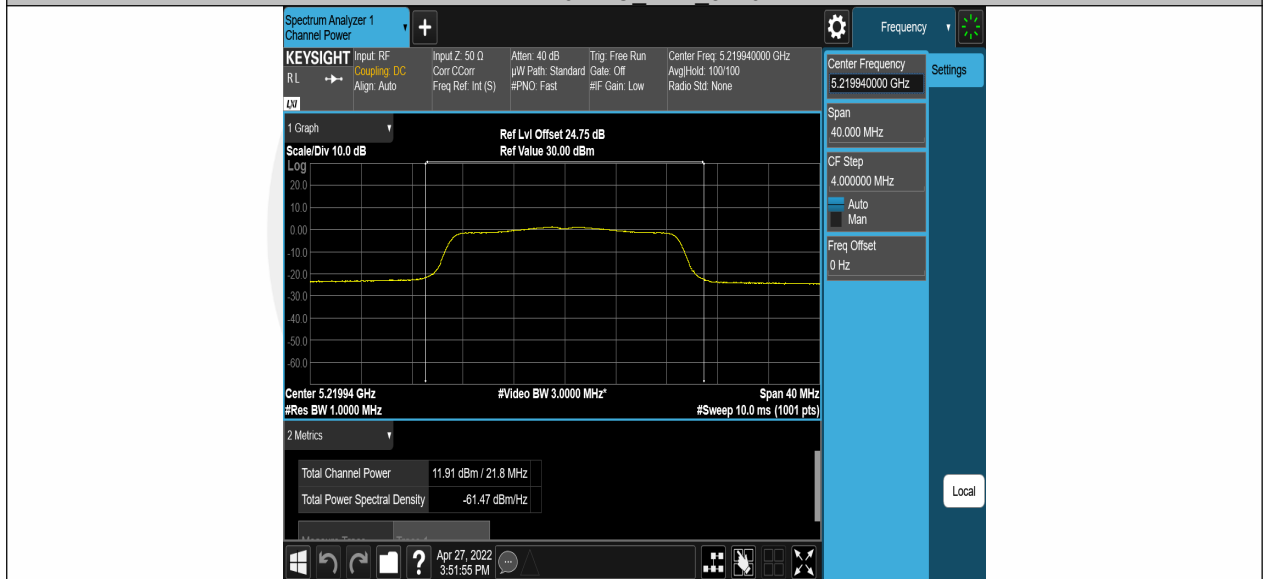 Spectrum Analyzer 1
Channel Power
+
Frequency
KEYSIGHT
RL
LXI
Input: RF
Coupling: DC
Align: Auto
Input Z: 50 Ω
Corr CCorr
Freq Ref: Int (S)
Atten: 40 dB
µW Path: Standard
#PNO: Fast
Trig: Free Run
Gate: Off
#IF Gain: Low
Center Freq: 5.219940000 GHz
Avg|Hold: 100/100
Radio Std: None
Center Frequency
5.219940000 GHz
Settings
Span
40.000 MHz
CF Step
4.000000 MHz
Auto
Man
Freq Offset
0 Hz
Local
1 Graph
Scale/Div 10.0 dB
Ref Lvl Offset 24.75 dB
Ref Value 30.00 dBm
Log
20.0
10.0
0.00
-10.0
-20.0
-30.0
-40.0
-50.0
-60.0
Center 5.21994 GHz
#Video BW 3.0000 MHz*
Span 40 MHz
#Res BW 1.0000 MHz
#Sweep 10.0 ms (1001 pts)
2 Metrics
Total Channel Power 11.91 dBm / 21.8 MHz
Total Power Spectral Density -61.47 dBm/Hz
?
Apr 27, 2022
3:51:55 PM